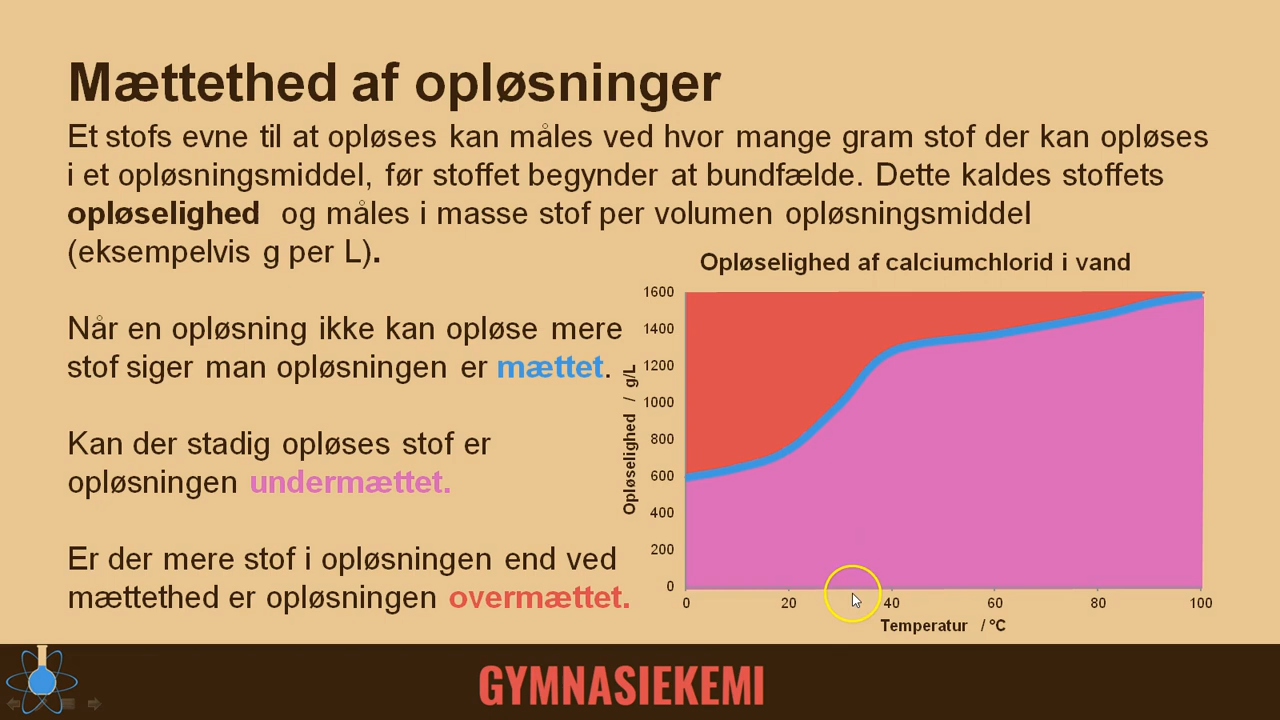 Mættethed af opløsninger
Et stofs evne til at opløses kan måles ved hvor mange gram stof der kan opløses
i et opløsningsmiddel, før stoffet begynder at bundfælde. Dette kaldes stoffets
opløselighed og måles i masse stof per volumen opløsningsmiddel
(eksempelvis g per L).
Når en opløsning ikke kan opløse mere
stof siger man opløsningen er mættet.
Kan der stadig opløses stof er
opløsningen undermættet.
Er der mere stof i opløsningen end ved
mættethed er opløsningen overmættet.
Opløselighed af calciumchlorid i vand
Opløselighed / g/L
1600
1400
1200
1000
800
600
400
200
0
0 20 40 60 80 100
Temperatur / °C
GYMNASIEKEMI